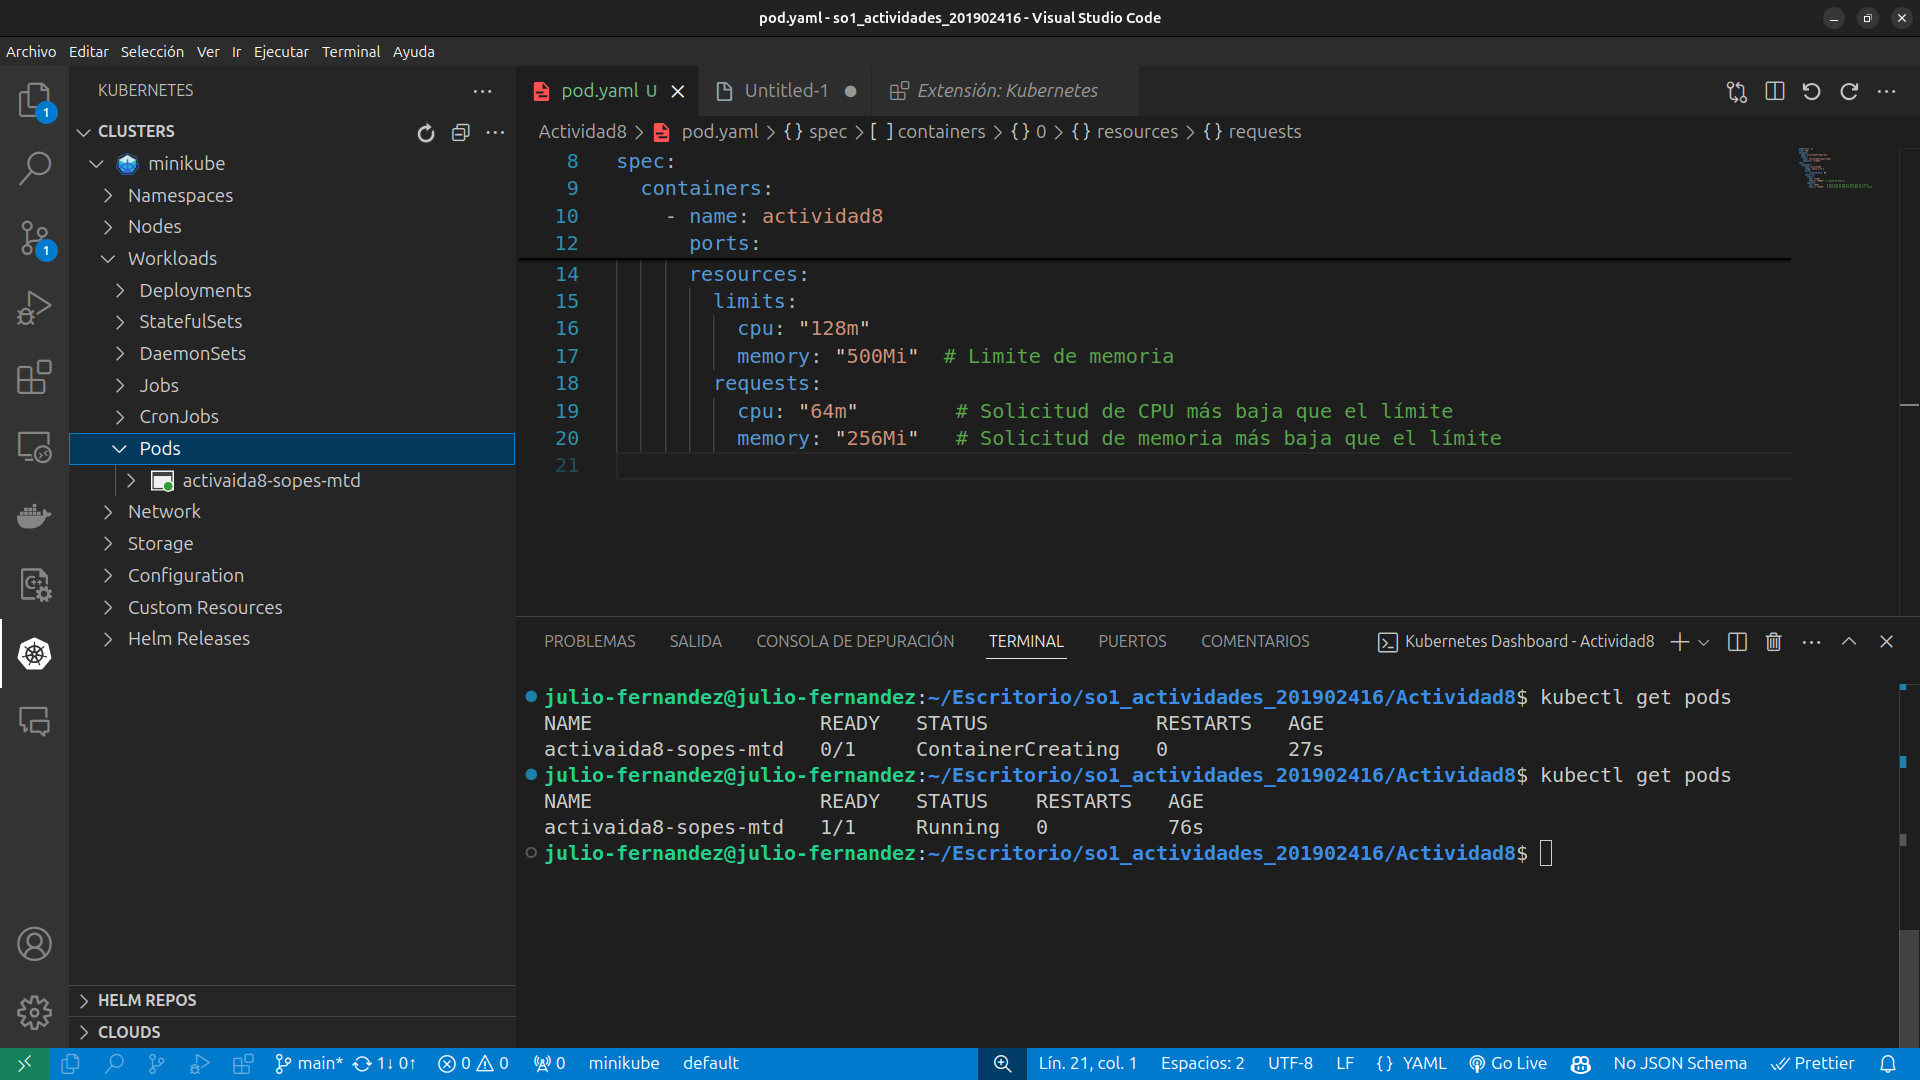 pod.yaml - so1_actividades_201902416 - Visual Studio Code
Archivo Editar Selección Ver Ir Ejecutar Terminal Ayuda
KUBERNETES
CLUSTERS
minikube
Namespaces
Nodes
Workloads
Deployments
StatefulSets
DaemonSets
Jobs
CronJobs
Pods
activaida8-sopes-mtd
Network
Storage
Configuration
Custom Resources
Helm Releases
HELM REPOS
CLOUDS
1
1
pod.yaml U
Untitled-1
Extensión: Kubernetes
Actividad8 > pod.yaml > {} spec > [ ] containers > {} 0 > {} resources > {} requests
8 spec:
9 containers:
10 - name: actividad8
12 ports:
14 resources:
15 limits:
16 cpu: "128m"
17 memory: "500Mi" # Limite de memoria
18 requests:
19 cpu: "64m" # Solicitud de CPU más baja que el límite
20 memory: "256Mi" # Solicitud de memoria más baja que el límite
21
PROBLEMAS SALIDA CONSOLA DE DEPURACIÓN TERMINAL PUERTOS COMENTARIOS
Kubernetes Dashboard - Actividad8
julio-fernandez@julio-fernandez:~/Escritorio/so1_actividades_201902416/Actividad8$ kubectl get pods
NAME READY STATUS RESTARTS AGE
activaida8-sopes-mtd 0/1 ContainerCreating 0 27s
julio-fernandez@julio-fernandez:~/Escritorio/so1_actividades_201902416/Actividad8$ kubectl get pods
NAME READY STATUS RESTARTS AGE
activaida8-sopes-mtd 1/1 Running 0 76s
julio-fernandez@julio-fernandez:~/Escritorio/so1_actividades_201902416/Actividad8$
main* 1↓ 0↑ 0 0 0 minikube default Lín. 21, col. 1 Espacios: 2 UTF-8 LF {} YAML Go Live No JSON Schema Prettier